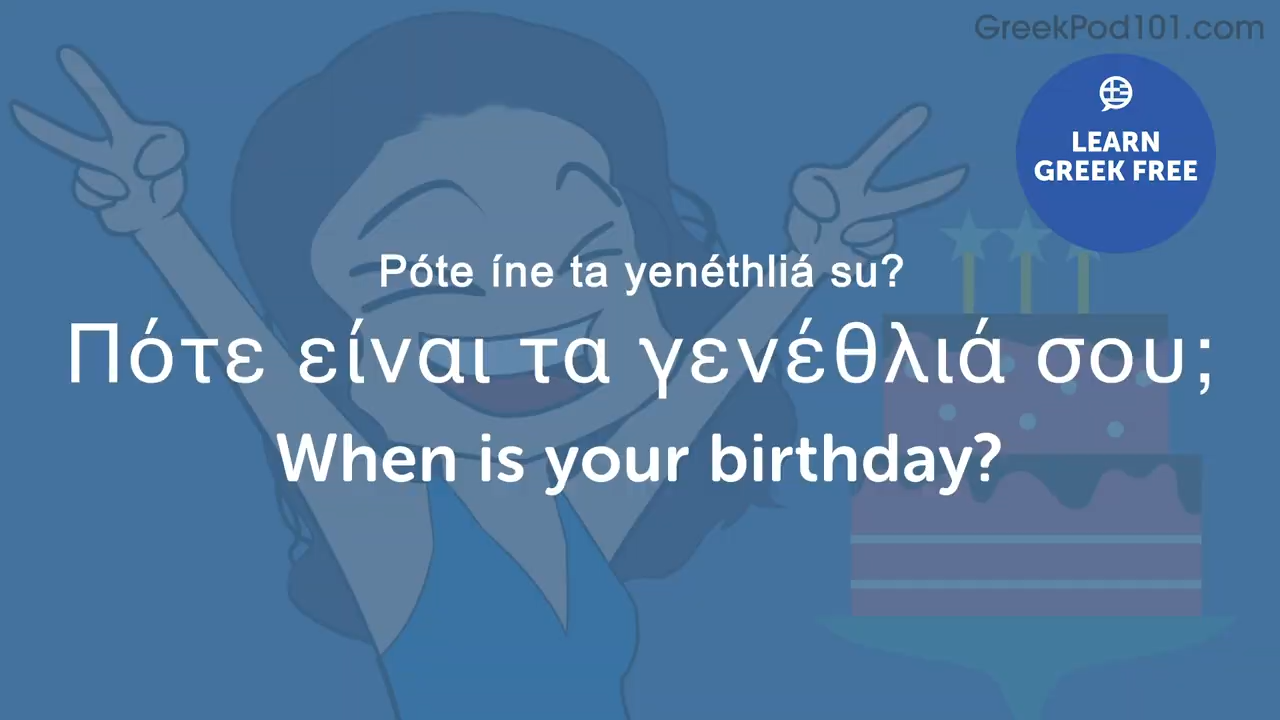 GreekPod101.com
LEARN
GREEK FREE
Póte íne ta yenéthliá su?
Πότε είναι τα γενέθλιά σου;
When is your birthday?